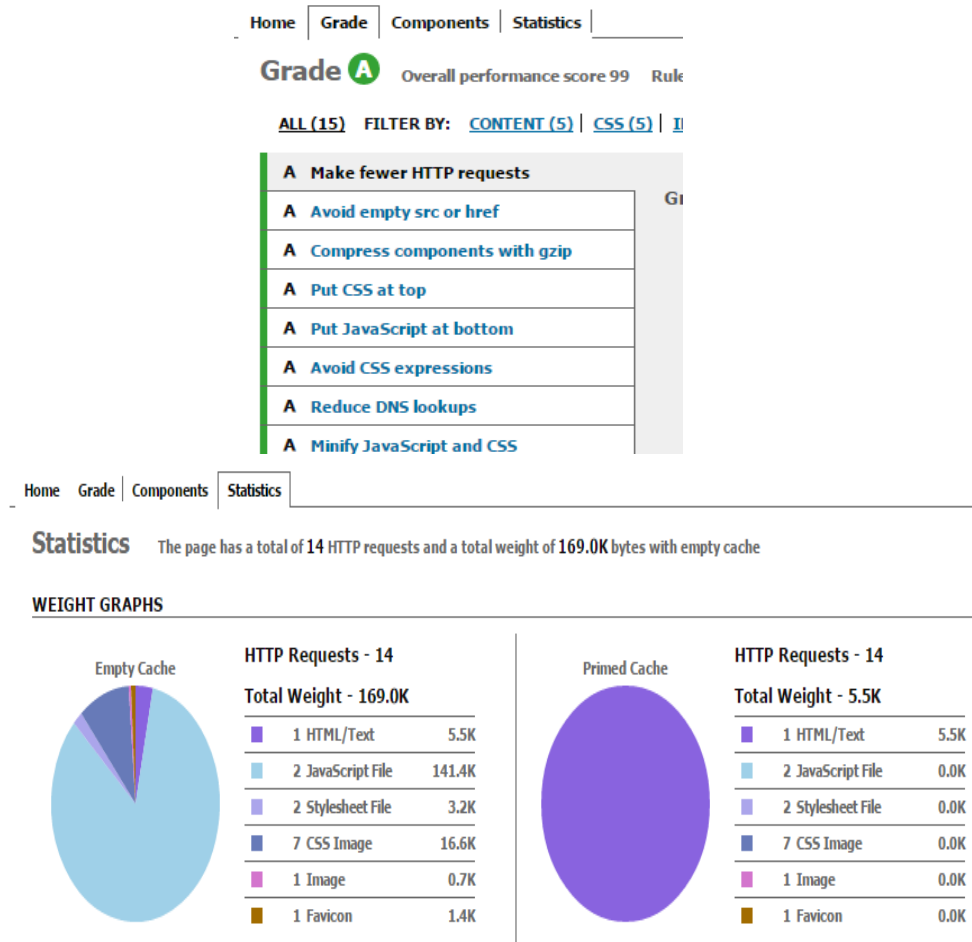 Home Grade Components Statistics
Grade A Overall performance score 99 Rule
ALL (15) FILTER BY: CONTENT (5) CSS (5)
A Make fewer HTTP requests
A Avoid empty src or href
A Compress components with gzip
A Put CSS at top
A Put JavaScript at bottom
A Avoid CSS expressions
A Reduce DNS lookups
A Minify JavaScript and CSS
Home Grade Components Statistics
Statistics The page has a total of 14 HTTP requests and a total weight of 169.0K bytes with empty cache
WEIGHT GRAPHS
Empty Cache
HTTP Requests - 14
Total Weight - 169.0K
1 HTML/Text 5.5K
2 JavaScript File 141.4K
2 Stylesheet File 3.2K
7 CSS Image 16.6K
1 Image 0.7K
1 Favicon 1.4K
Primed Cache
HTTP Requests - 14
Total Weight - 5.5K
1 HTML/Text 5.5K
2 JavaScript File 0.0K
2 Stylesheet File 0.0K
7 CSS Image 0.0K
1 Image 0.0K
1 Favicon 0.0K